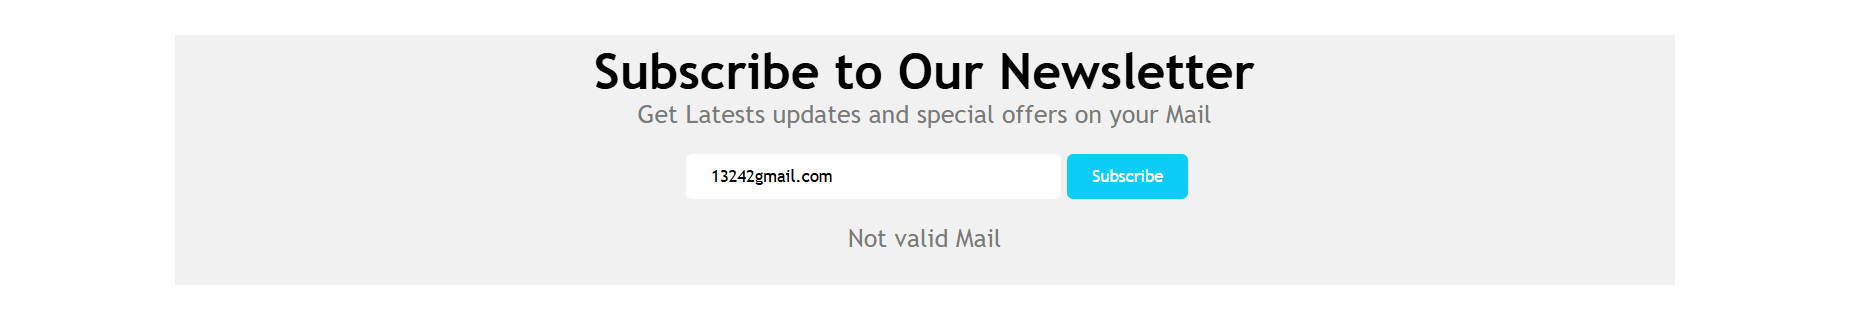 Subscribe to Our Newsletter
Get Latests updates and special offers on your Mail
13242gmail.com
Subscribe
Not valid Mail